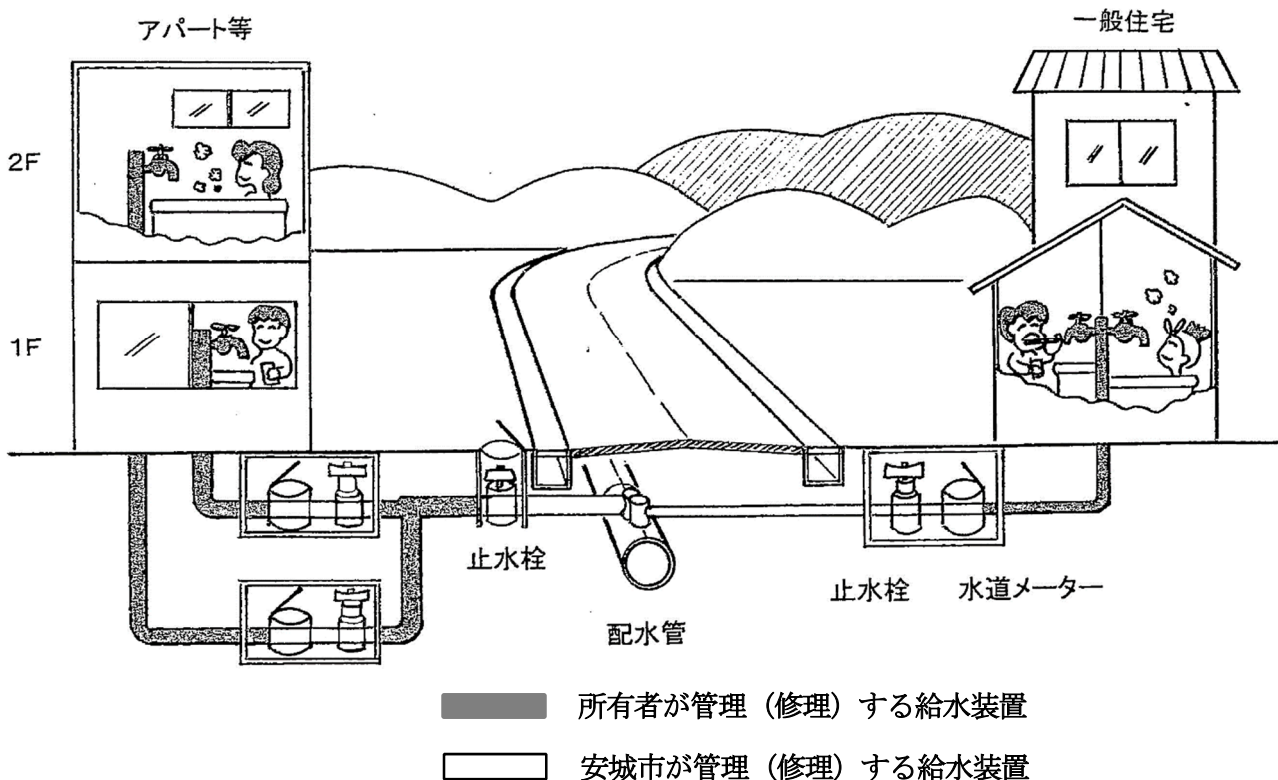 アパート等
一般住宅
2F
1F
止水栓
止水栓
水道メーター
配水管
所有者が管理（修理）する給水装置
安城市が管理（修理）する給水装置